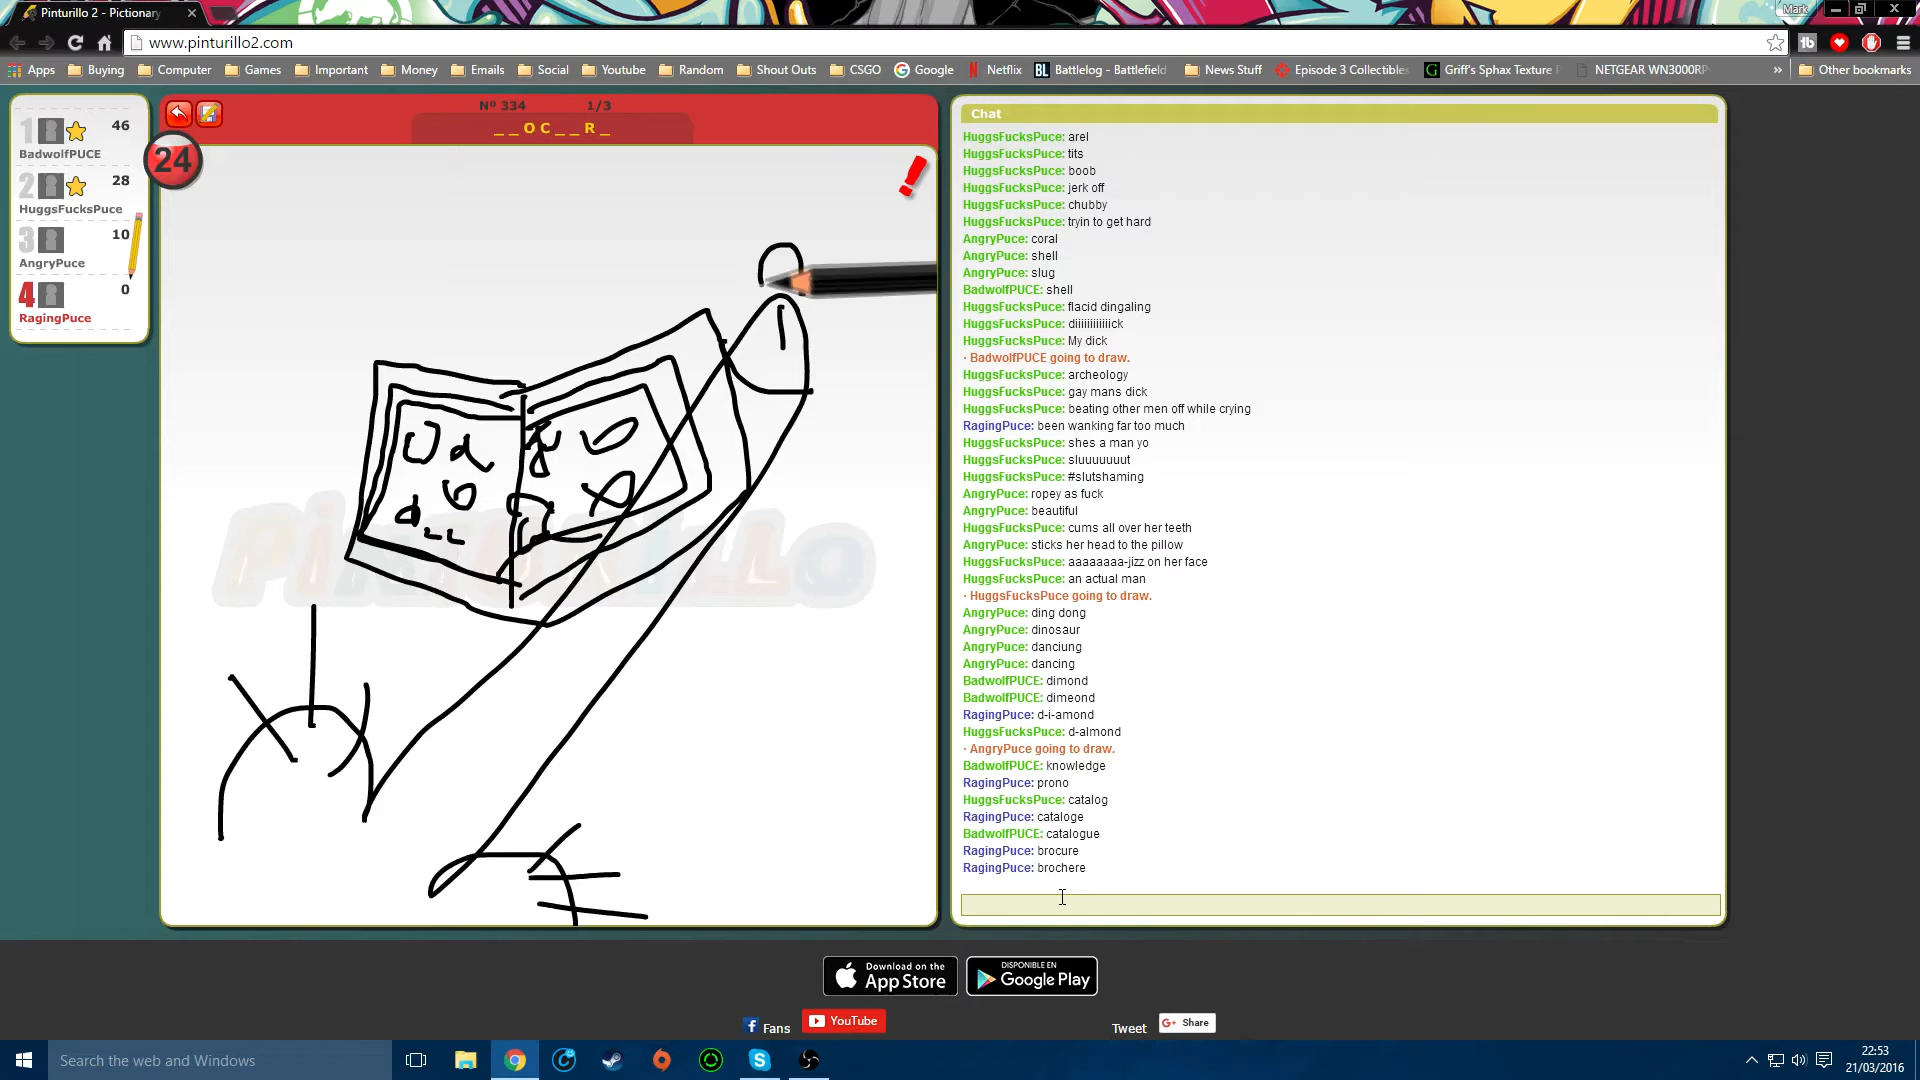 Pinturillo 2 - Pictionary
Mark
www.pinturillo2.com
Apps Buying Computer Games Important Money Emails Social Youtube Random Shout Outs CSGO Google Netflix Battlelog - Battlefield News Stuff Episode 3 Collectibles Griff's Sphax Texture P NETGEAR WN3000RP » Other bookmarks
1 46
BadwolfPUCE
2 28
HuggsFucksPuce
3 10
AngryPuce
4 0
RagingPuce
24
Nº 334 1/3
_ _ O C _ _ R _
Pinturillo
Chat
HuggsFucksPuce: arel
HuggsFucksPuce: tits
HuggsFucksPuce: boob
HuggsFucksPuce: jerk off
HuggsFucksPuce: chubby
HuggsFucksPuce: tryin to get hard
AngryPuce: coral
AngryPuce: shell
AngryPuce: slug
BadwolfPUCE: shell
HuggsFucksPuce: flacid dingaling
HuggsFucksPuce: diiiiiiiiiiiick
HuggsFucksPuce: My dick
· BadwolfPUCE going to draw.
HuggsFucksPuce: archeology
HuggsFucksPuce: gay mans dick
HuggsFucksPuce: beating other men off while crying
RagingPuce: been wanking far too much
HuggsFucksPuce: shes a man yo
HuggsFucksPuce: sluuuuuuut
HuggsFucksPuce: #slutshaming
AngryPuce: ropey as fuck
AngryPuce: beautiful
HuggsFucksPuce: cums all over her teeth
AngryPuce: sticks her head to the pillow
HuggsFucksPuce: aaaaaaaa-jizz on her face
HuggsFucksPuce: an actual man
· HuggsFucksPuce going to draw.
AngryPuce: ding dong
AngryPuce: dinosaur
AngryPuce: danciung
AngryPuce: dancing
BadwolfPUCE: dimond
BadwolfPUCE: dimeond
RagingPuce: d-i-amond
HuggsFucksPuce: d-almond
· AngryPuce going to draw.
BadwolfPUCE: knowledge
RagingPuce: prono
HuggsFucksPuce: catalog
RagingPuce: cataloge
BadwolfPUCE: catalogue
RagingPuce: brocure
RagingPuce: brochere
Download on the
App Store
DISPONIBLE EN
Google Play
Fans YouTube Tweet Share
Search the web and Windows
22:53
21/03/2016